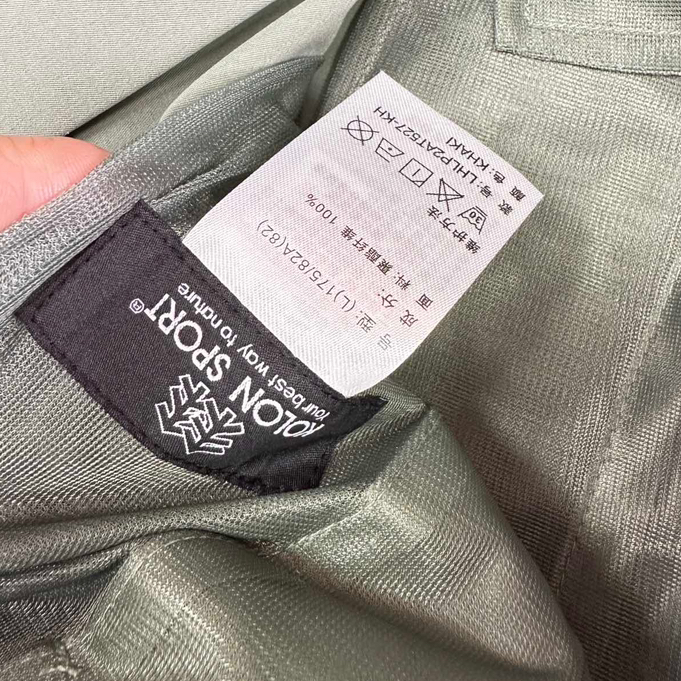 KOLON SPORT®
Your best way to nature
号 型: (L)175/82A(82)
成 分:
面 料: 聚酯纤维 100%
维护方法
30°
颜 色: KHAKI
款 号: LHLP2AT527-KH